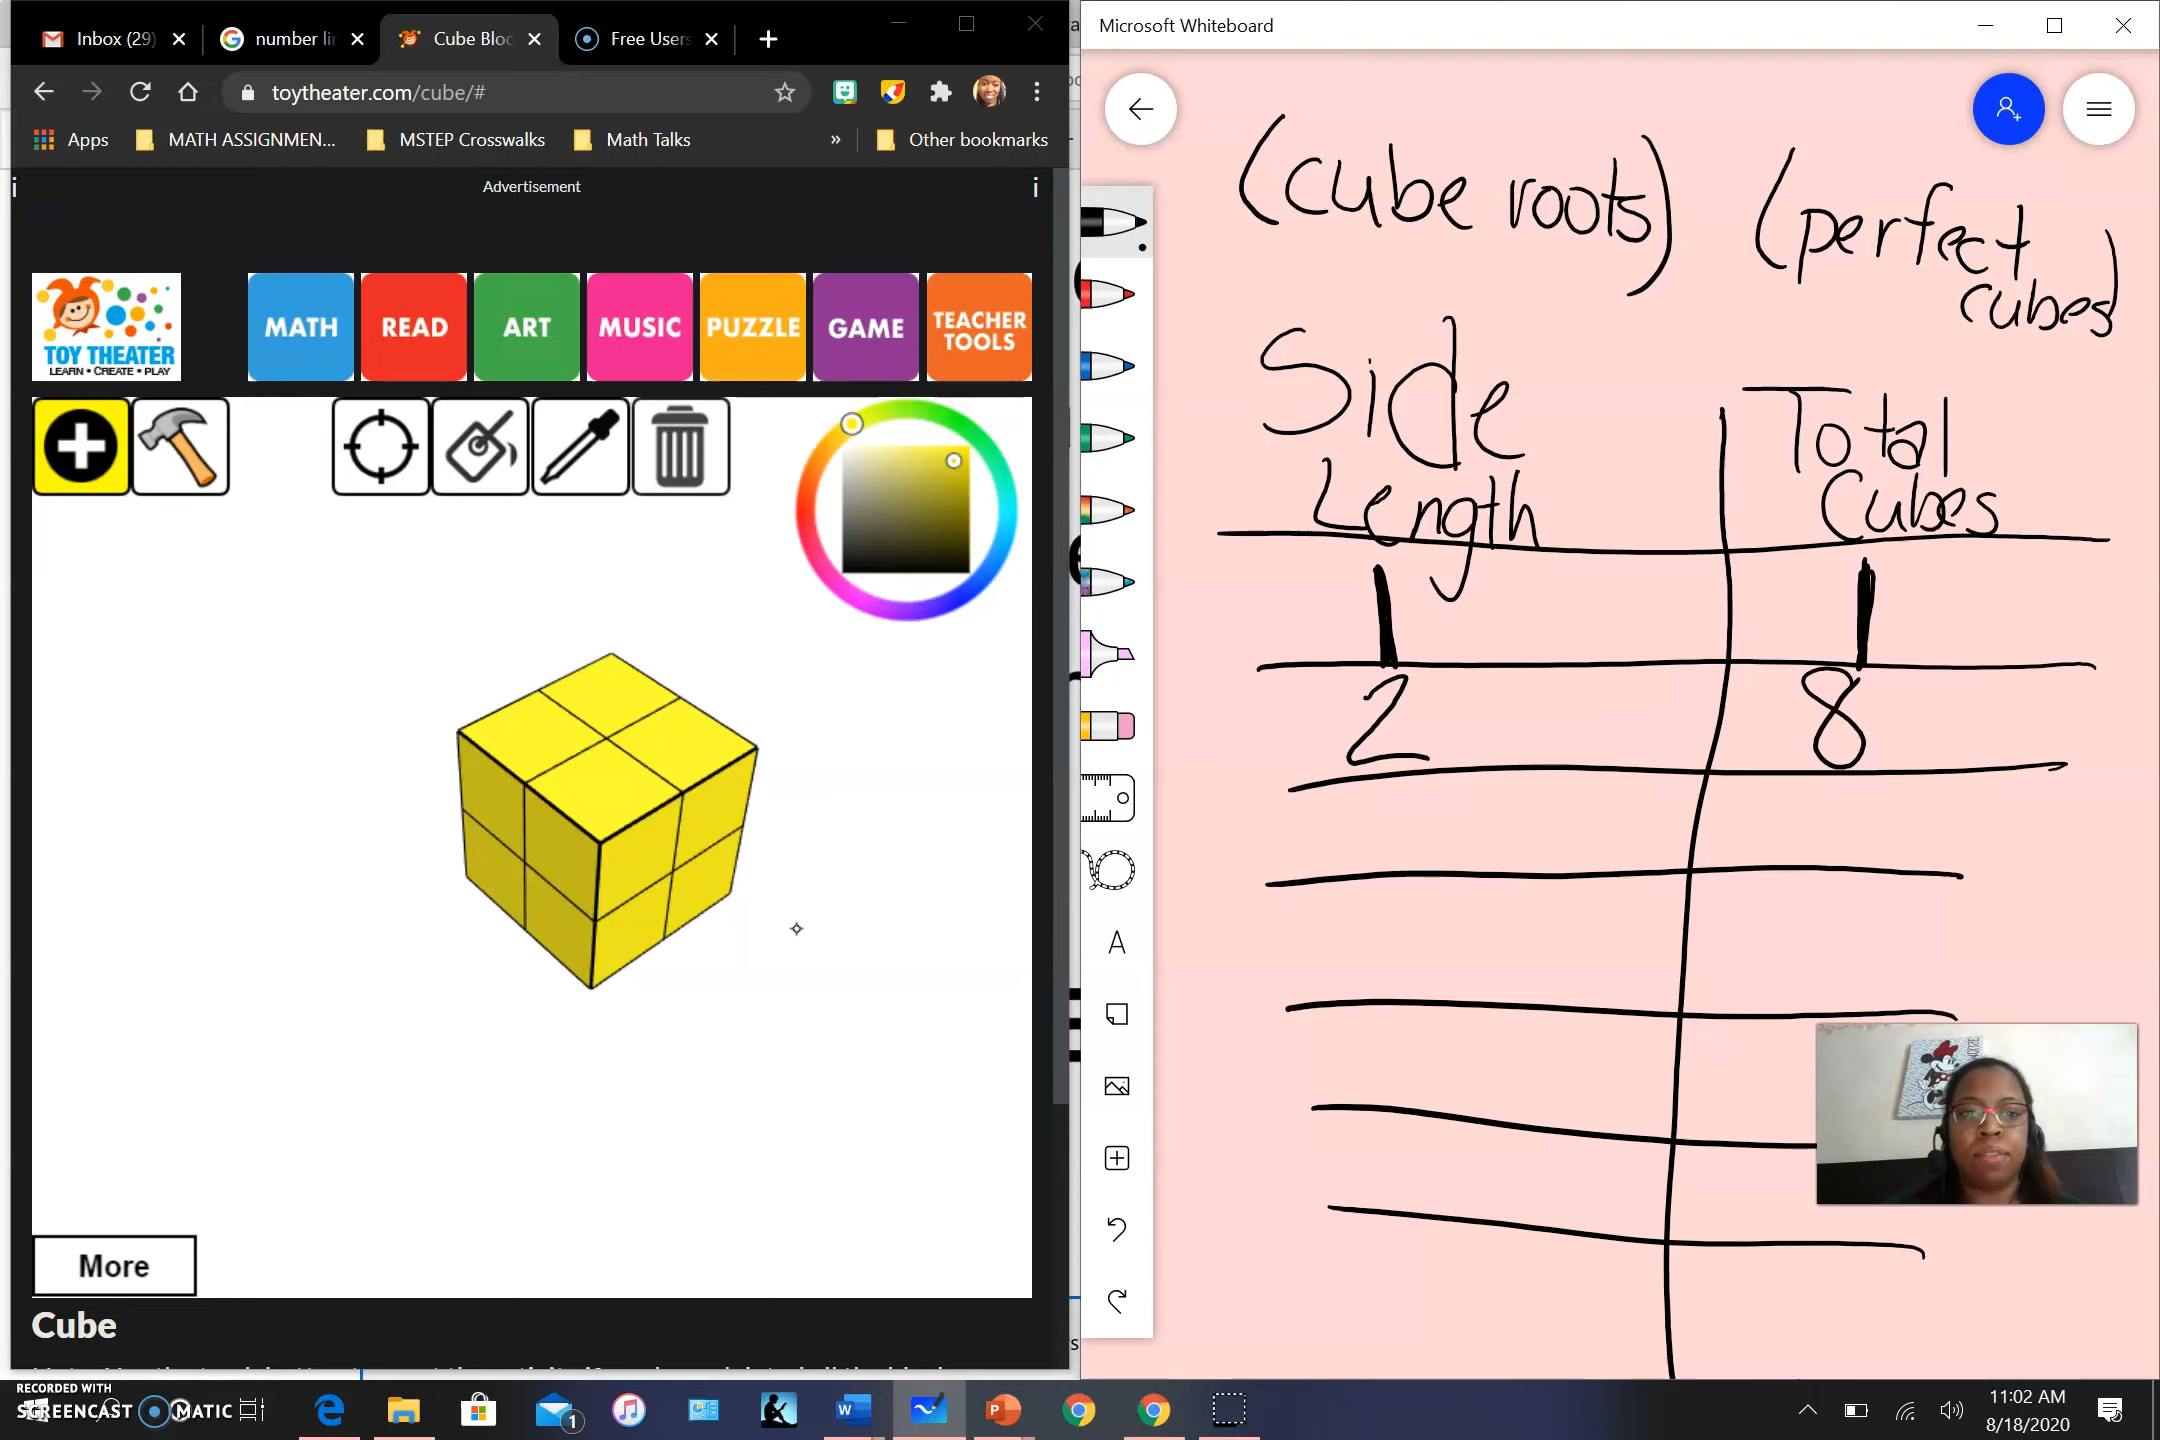 Inbox (29)
number li
Cube Bloc
Free Users
toytheater.com/cube/#
Apps
MATH ASSIGNMEN...
MSTEP Crosswalks
Math Talks
»
Other bookmarks
i
Advertisement
i
TOY THEATER
LEARN • CREATE • PLAY
MATH
READ
ART
MUSIC
PUZZLE
GAME
TEACHER
TOOLS
More
Cube
Microsoft Whiteboard
(cube roots)
(perfect
cubes)
Side
Length
Total
Cubes
1
1
2
8
RECORDED WITH
SCREENCAST MATIC
1
11:02 AM
8/18/2020